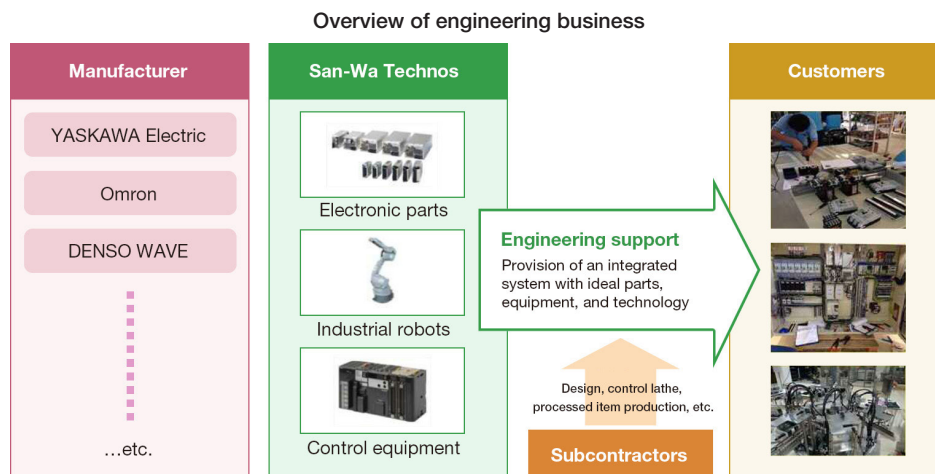 Overview of engineering business
Manufacturer
YASKAWA Electric
Omron
DENSO WAVE
...etc.
San-Wa Technos
Electronic parts
Industrial robots
Control equipment
Engineering support
Provision of an integrated
system with ideal parts,
equipment, and technology
Design, control lathe,
processed item production, etc.
Subcontractors
Customers